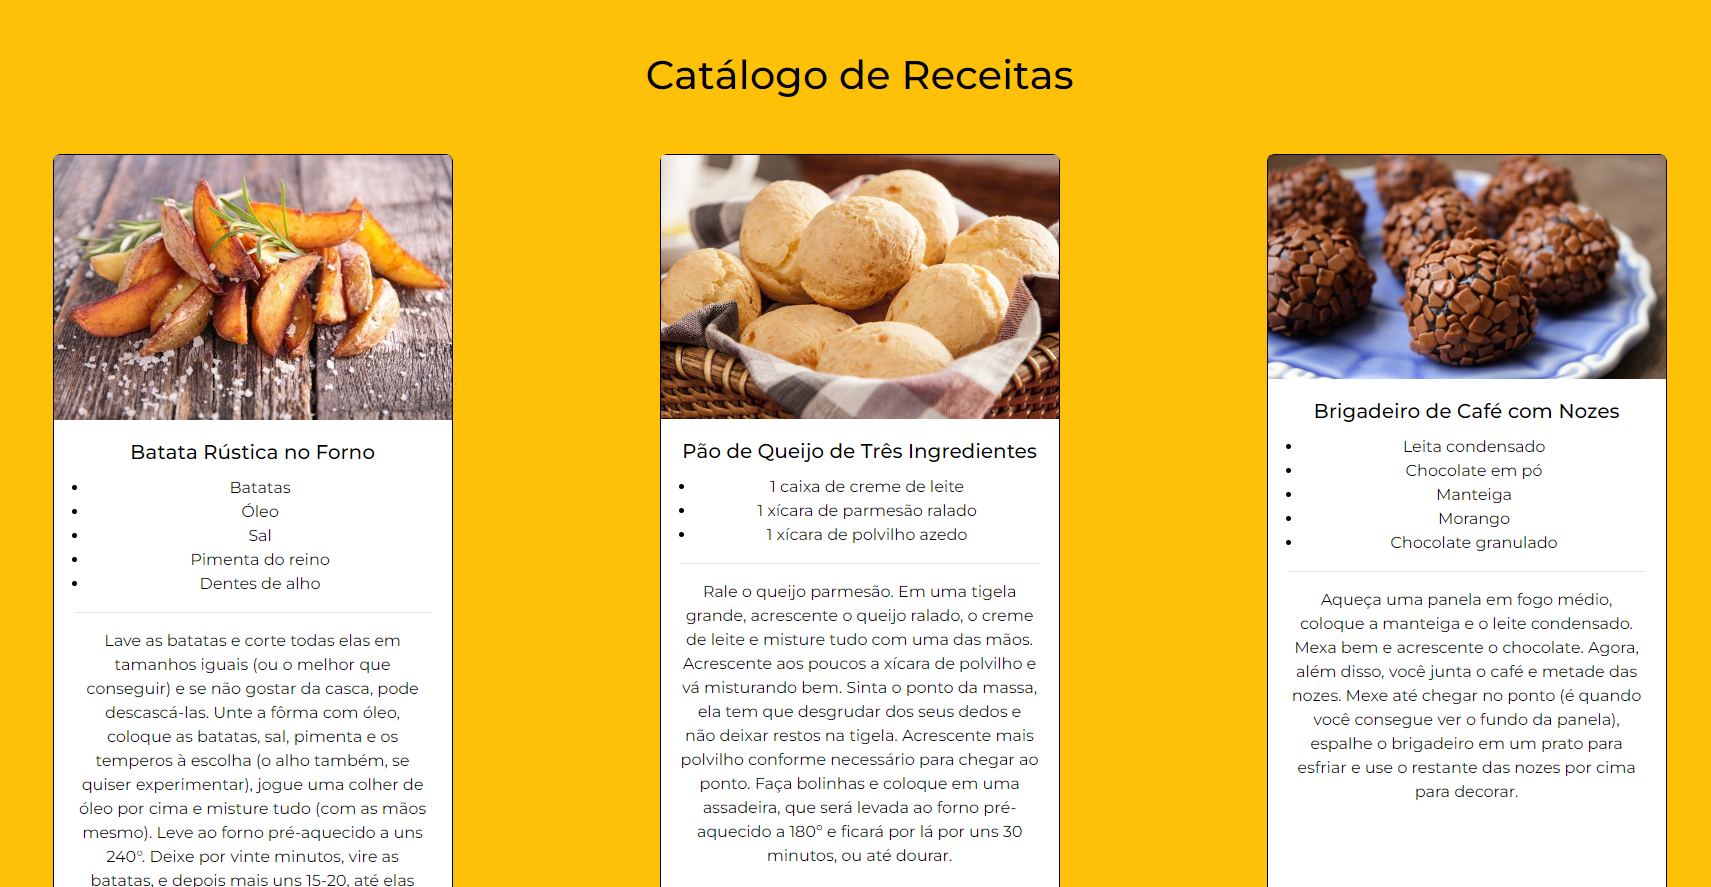 Catálogo de Receitas
Batata Rústica no Forno
Batatas
Óleo
Sal
Pimenta do reino
Dentes de alho
Lave as batatas e corte todas elas em
tamanhos iguais (ou o melhor que
conseguir) e se não gostar da casca, pode
descascá-las. Unte a fôrma com óleo,
coloque as batatas, sal, pimenta e os
temperos à escolha (o alho também, se
quiser experimentar), jogue uma colher de
óleo por cima e misture tudo (com as mãos
mesmo). Leve ao forno pré-aquecido a uns
240°. Deixe por vinte minutos, vire as
batatas, e depois mais uns 15-20, até elas
Pão de Queijo de Três Ingredientes
1 caixa de creme de leite
1 xícara de parmesão ralado
1 xícara de polvilho azedo
Rale o queijo parmesão. Em uma tigela
grande, acrescente o queijo ralado, o creme
de leite e misture tudo com uma das mãos.
Acrescente aos poucos a xícara de polvilho e
vá misturando bem. Sinta o ponto da massa,
ela tem que desgrudar dos seus dedos e
não deixar restos na tigela. Acrescente mais
polvilho conforme necessário para chegar ao
ponto. Faça bolinhas e coloque em uma
assadeira, que será levada ao forno pré-
aquecido a 180° e ficará por lá por uns 30
minutos, ou até dourar.
Brigadeiro de Café com Nozes
Leita condensado
Chocolate em pó
Manteiga
Morango
Chocolate granulado
Aqueça uma panela em fogo médio,
coloque a manteiga e o leite condensado.
Mexa bem e acrescente o chocolate. Agora,
além disso, você junta o café e metade das
nozes. Mexe até chegar no ponto (é quando
você consegue ver o fundo da panela),
espalhe o brigadeiro em um prato para
esfriar e use o restante das nozes por cima
para decorar.